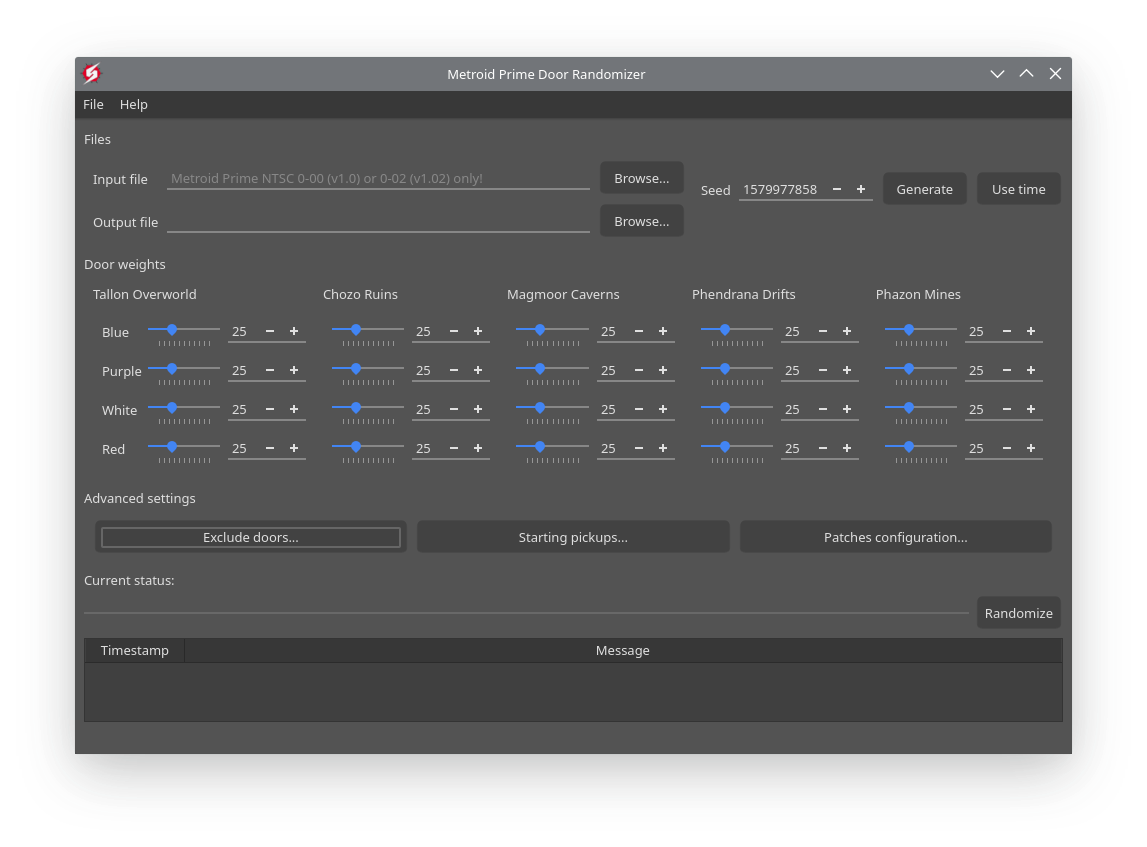 Metroid Prime Door Randomizer
File Help
Files
Input file Metroid Prime NTSC 0-00 (v1.0) or 0-02 (v1.02) only! Browse...
Seed 1579977858 − + Generate Use time
Output file Browse...
Door weights
Tallon Overworld Chozo Ruins Magmoor Caverns Phendrana Drifts Phazon Mines
Blue 25 − + 25 − + 25 − + 25 − + 25 − +
Purple 25 − + 25 − + 25 − + 25 − + 25 − +
White 25 − + 25 − + 25 − + 25 − + 25 − +
Red 25 − + 25 − + 25 − + 25 − + 25 − +
Advanced settings
Exclude doors... Starting pickups... Patches configuration...
Current status:
Randomize
Timestamp Message